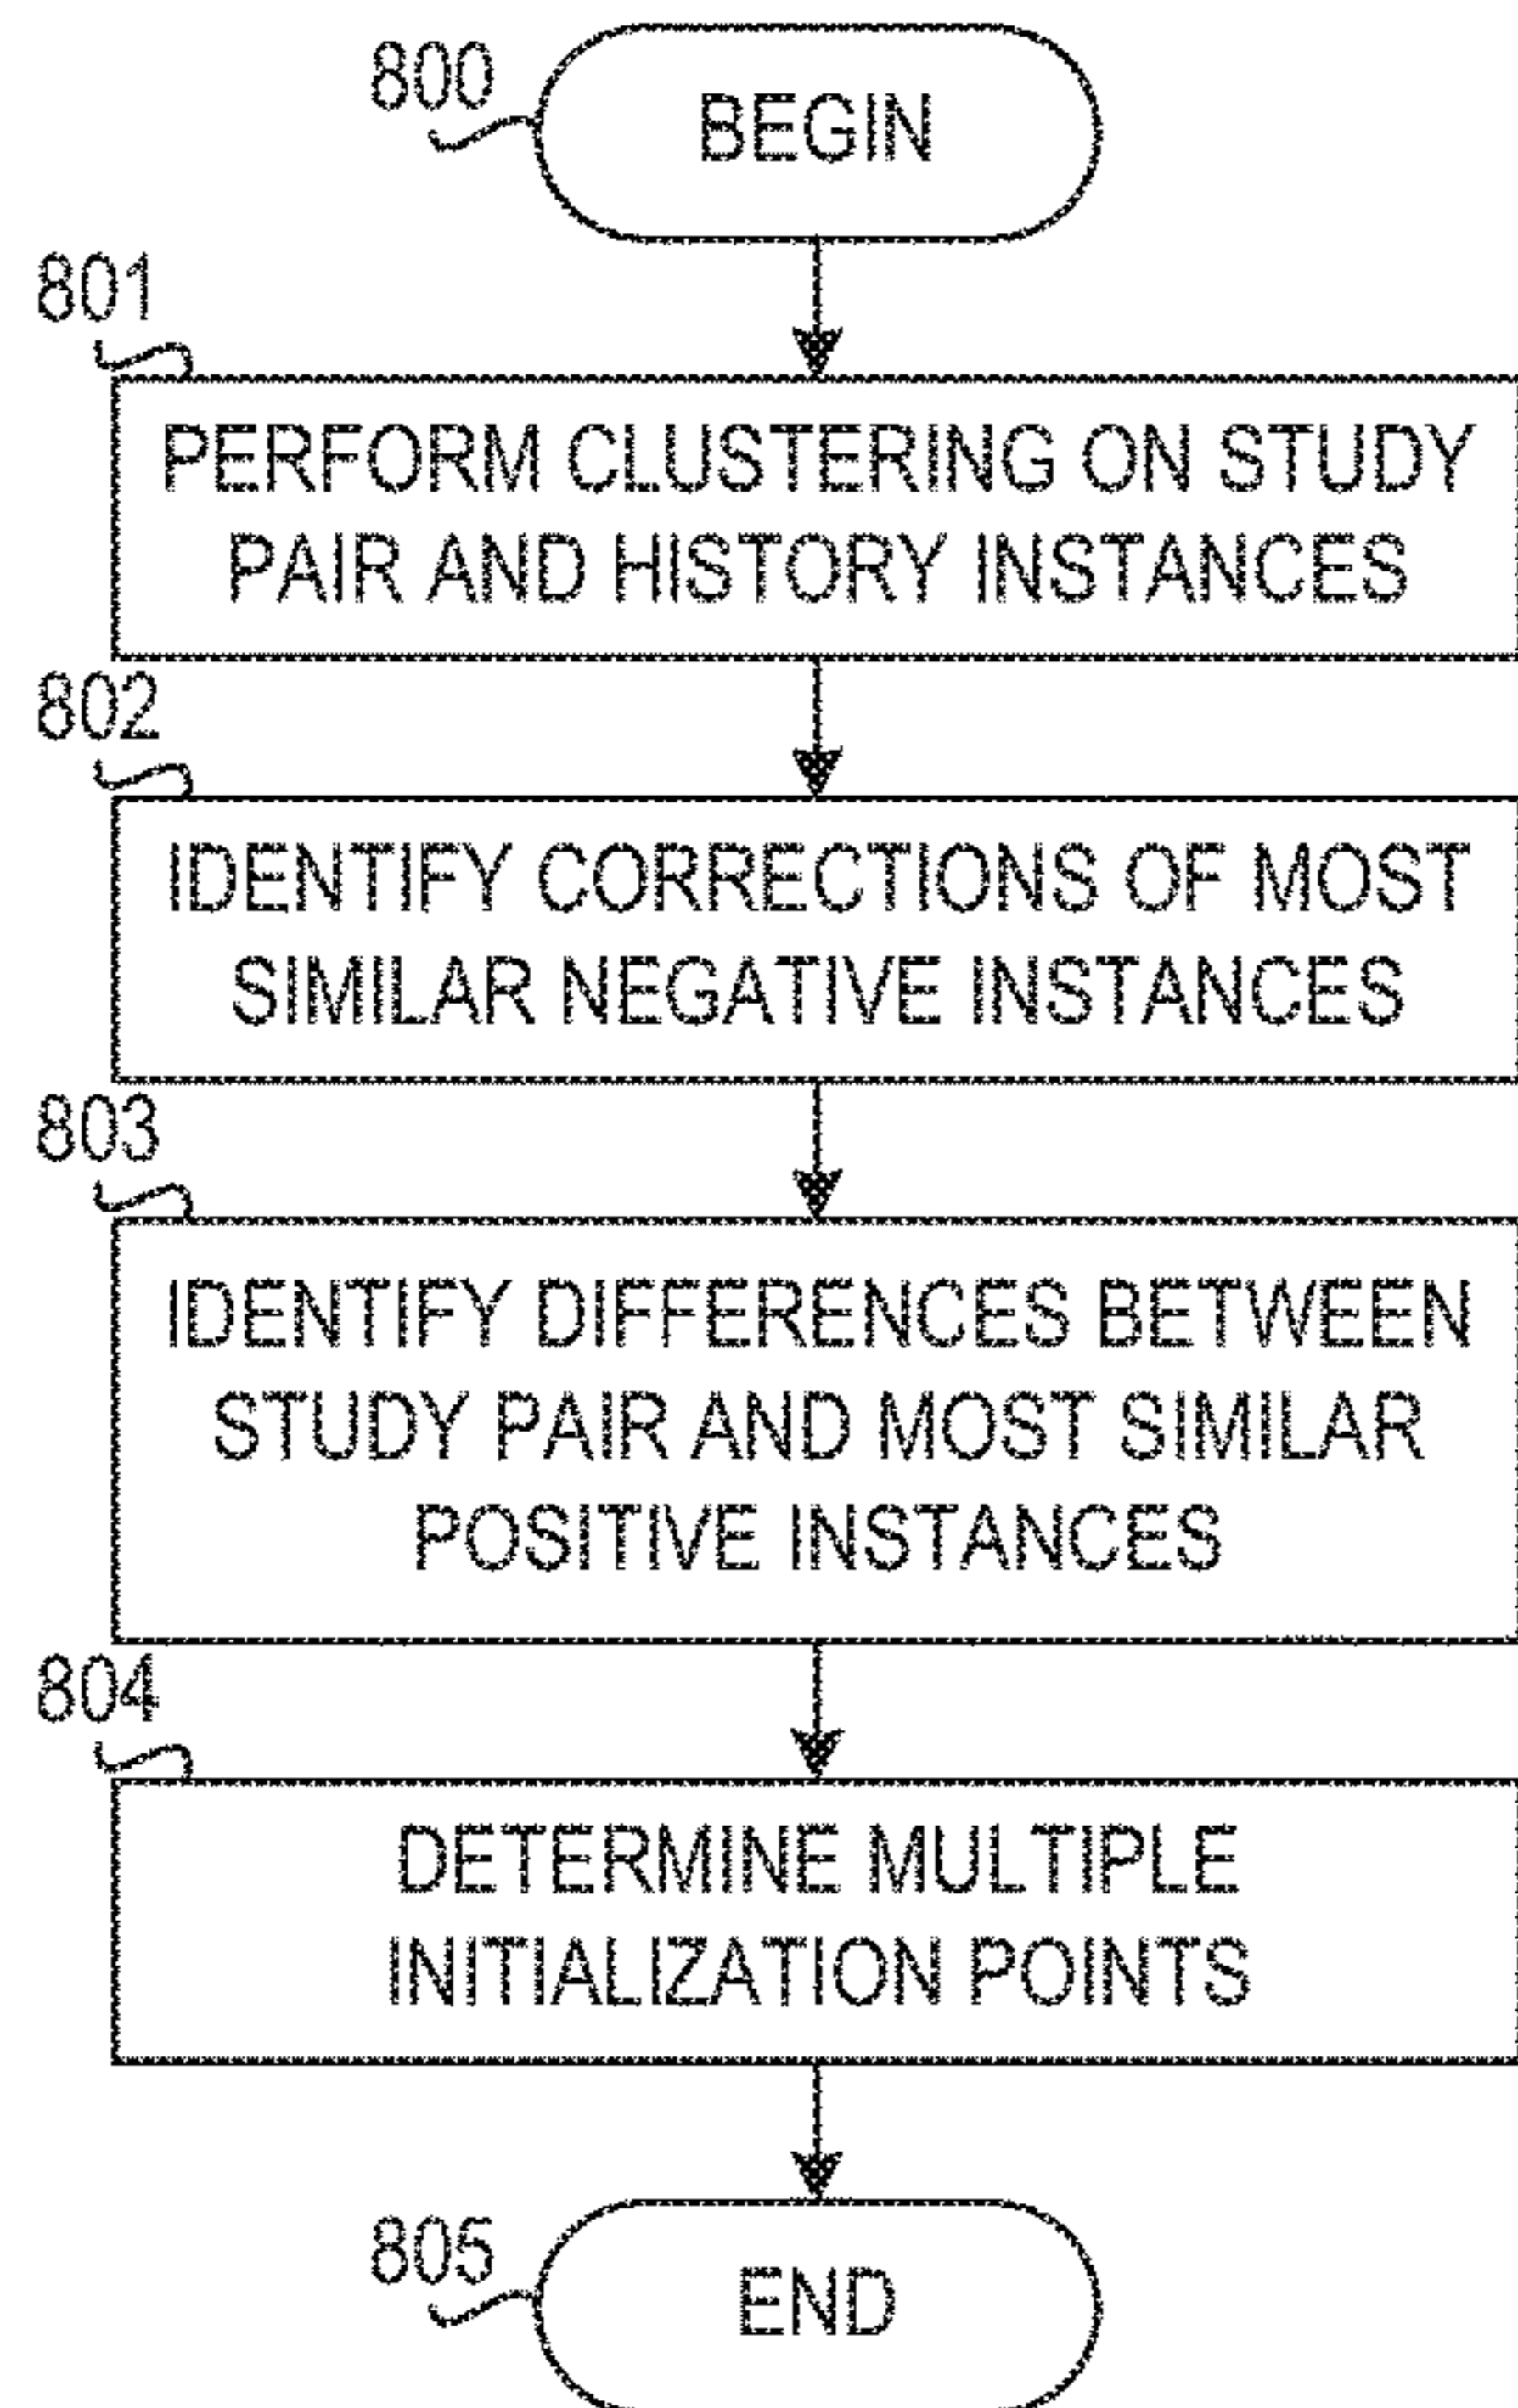 800
BEGIN
801
PERFORM CLUSTERING ON STUDY
PAIR AND HISTORY INSTANCES
802
IDENTIFY CORRECTIONS OF MOST
SIMILAR NEGATIVE INSTANCES
803
IDENTIFY DIFFERENCES BETWEEN
STUDY PAIR AND MOST SIMILAR
POSITIVE INSTANCES
804
DETERMINE MULTIPLE
INITIALIZATION POINTS
805
END